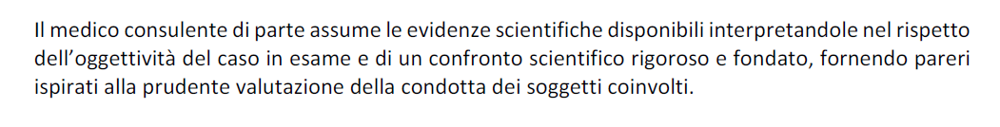 Il medico consulente di parte assume le evidenze scientifiche disponibili interpretandole nel rispetto
dell’oggettività del caso in esame e di un confronto scientifico rigoroso e fondato, fornendo pareri
ispirati alla prudente valutazione della condotta dei soggetti coinvolti.